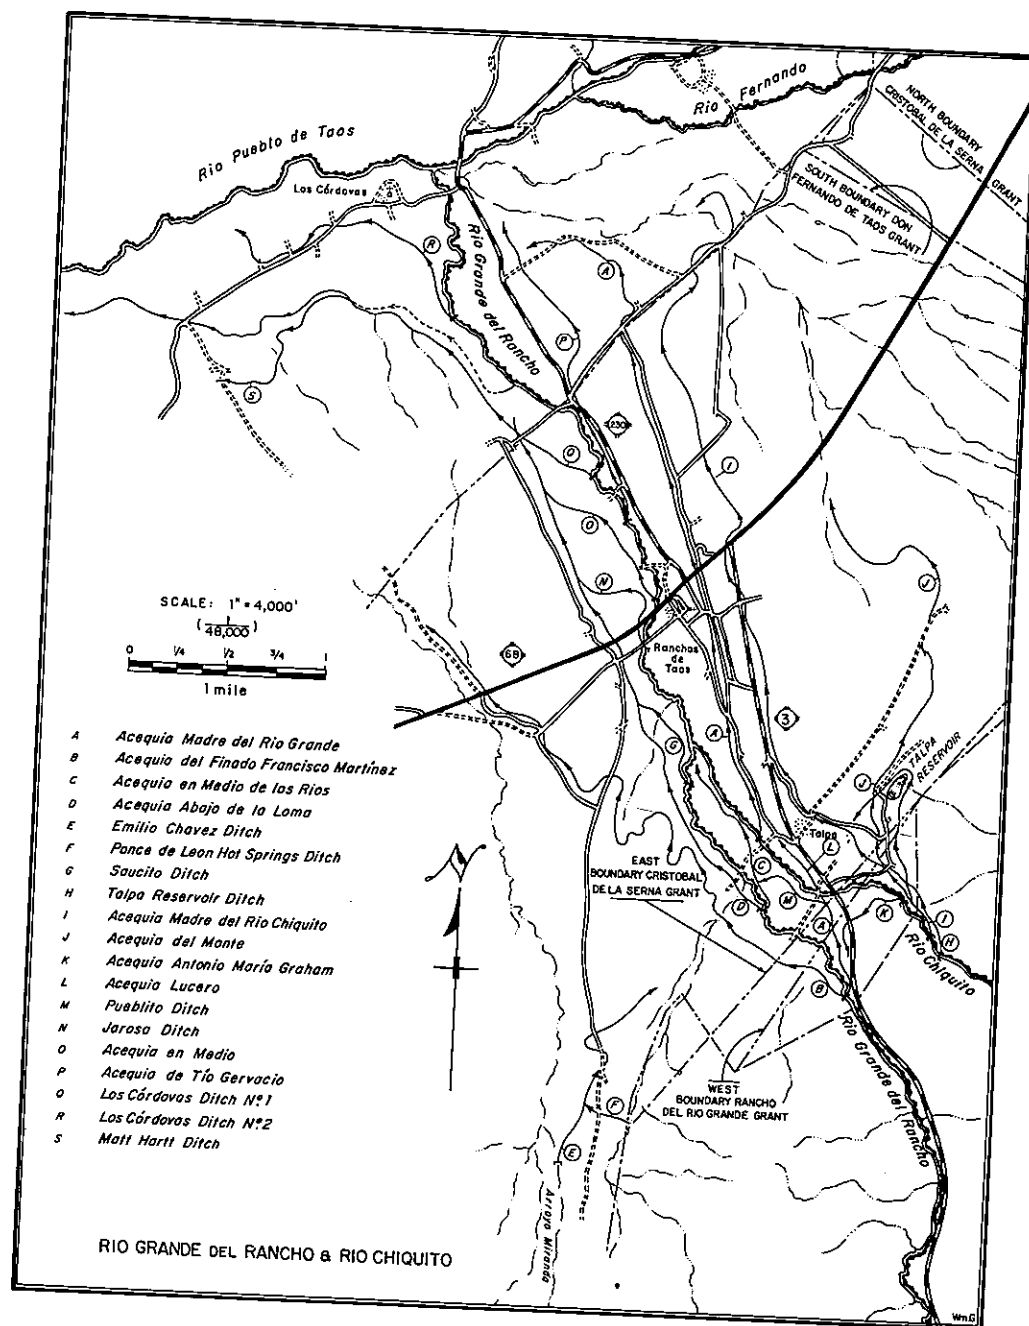 Rio Pueblo de Taos
Los Córdovas
Rio Fernando
NORTH BOUNDARY
CRISTOBAL DE LA SERNA GRANT
SOUTH BOUNDARY DON
FERNANDO DE TAOS GRANT
R
Rio Grande del Rancho
A
P
S
230
O
I
O
N
J
SCALE: 1" = 4,000'
(1/48,000)
0 1/4 1/2 3/4 1
1 mile
68
Ranchos
de
Taos
3
A
G
TALPA
RESERVOIR
J
Talpa
L
EAST
BOUNDARY CRISTOBAL
DE LA SERNA GRANT
C
M
D
A
K
I
H
Rio Chiquito
B
Rio Grande del Rancho
WEST
BOUNDARY RANCHO
DEL RIO GRANDE GRANT
F
E
Arroyo Miranda
A Acequia Madre del Rio Grande
B Acequia del Finado Francisco Martínez
C Acequia en Medio de los Rios
D Acequia Abajo de la Loma
E Emilio Chavez Ditch
F Ponce de Leon Hot Springs Ditch
G Saucito Ditch
H Talpa Reservoir Ditch
I Acequia Madre del Rio Chiquito
J Acequia del Monte
K Acequia Antonio María Graham
L Acequia Lucero
M Pueblito Ditch
N Jarosa Ditch
O Acequia en Medio
P Acequia de Tío Gervacio
Q Los Córdovas Ditch Nº1
R Los Córdovas Ditch Nº2
S Matt Hartt Ditch
RIO GRANDE DEL RANCHO & RIO CHIQUITO
Wm.G